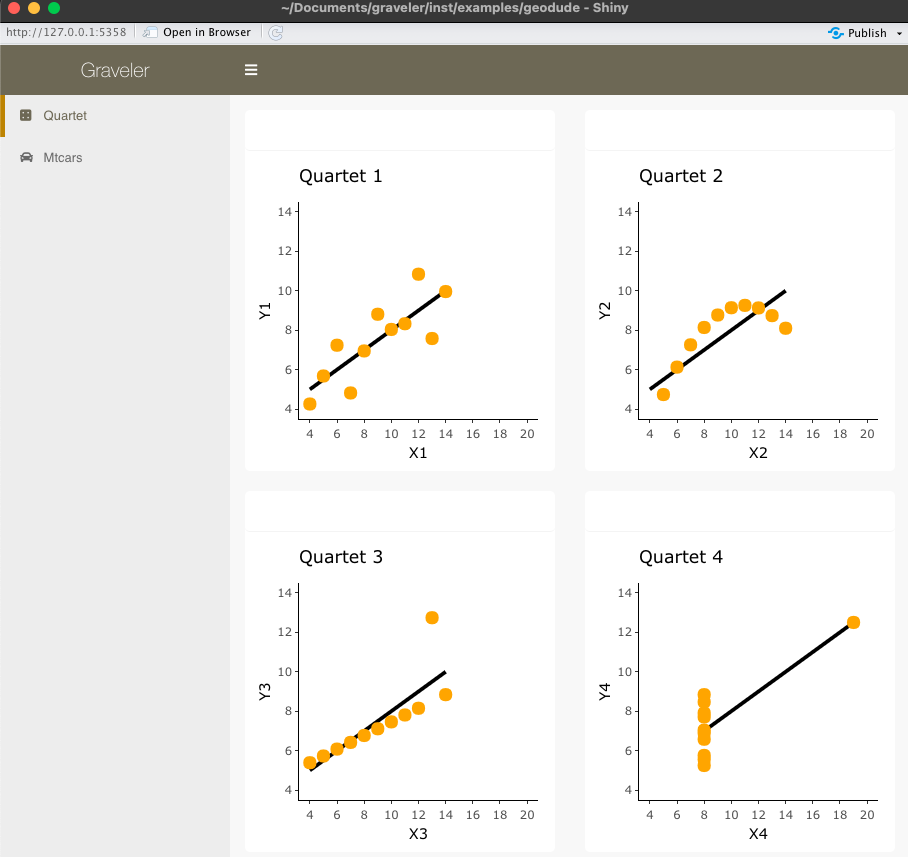 ~/Documents/graveler/inst/examples/geodude - Shiny
http://127.0.0.1:5358 Open in Browser Publish
Graveler
Quartet
Mtcars
Quartet 1
14
12
10
8
6
4
Y1
4 6 8 10 12 14 16 18 20
X1
Quartet 2
14
12
10
8
6
4
Y2
4 6 8 10 12 14 16 18 20
X2
Quartet 3
14
12
10
8
6
4
Y3
4 6 8 10 12 14 16 18 20
X3
Quartet 4
14
12
10
8
6
4
Y4
4 6 8 10 12 14 16 18 20
X4